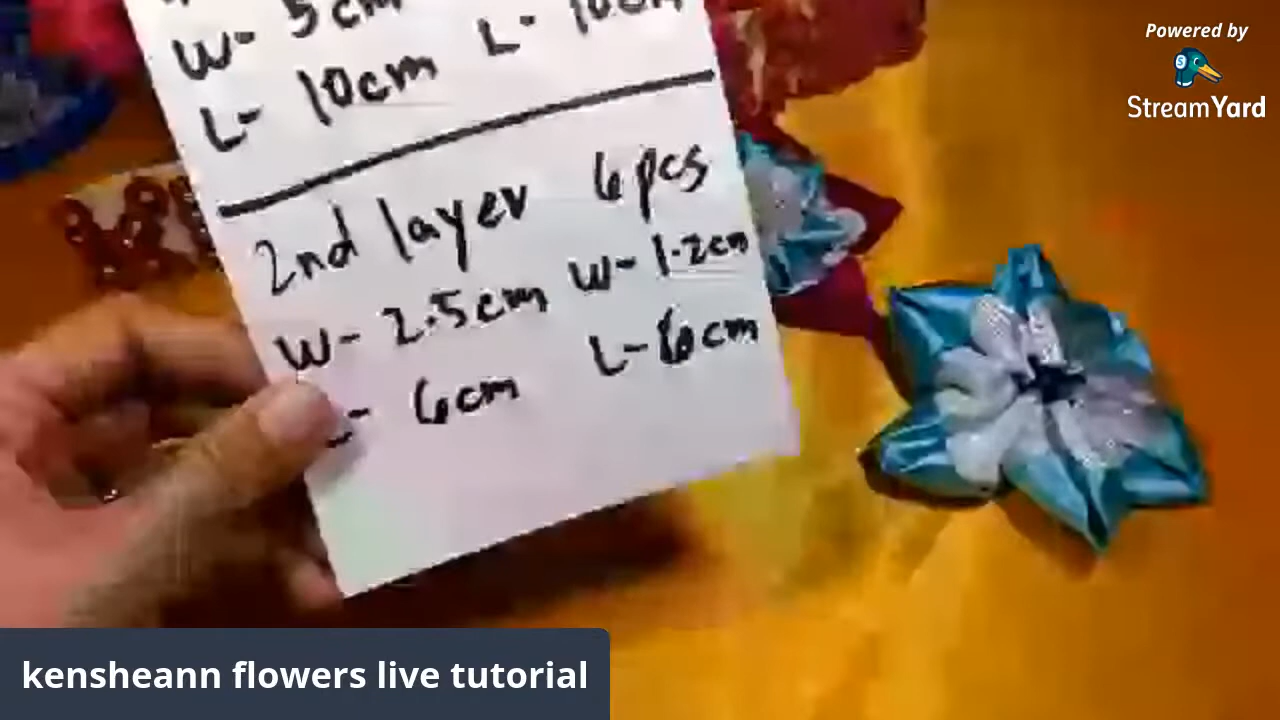 W- 5cm L- 10cm
L- 10cm
2nd layer 6pcs
W- 2.5cm W- 1.2cm
L- 6cm L- 6cm
Powered by
StreamYard
kensheann flowers live tutorial